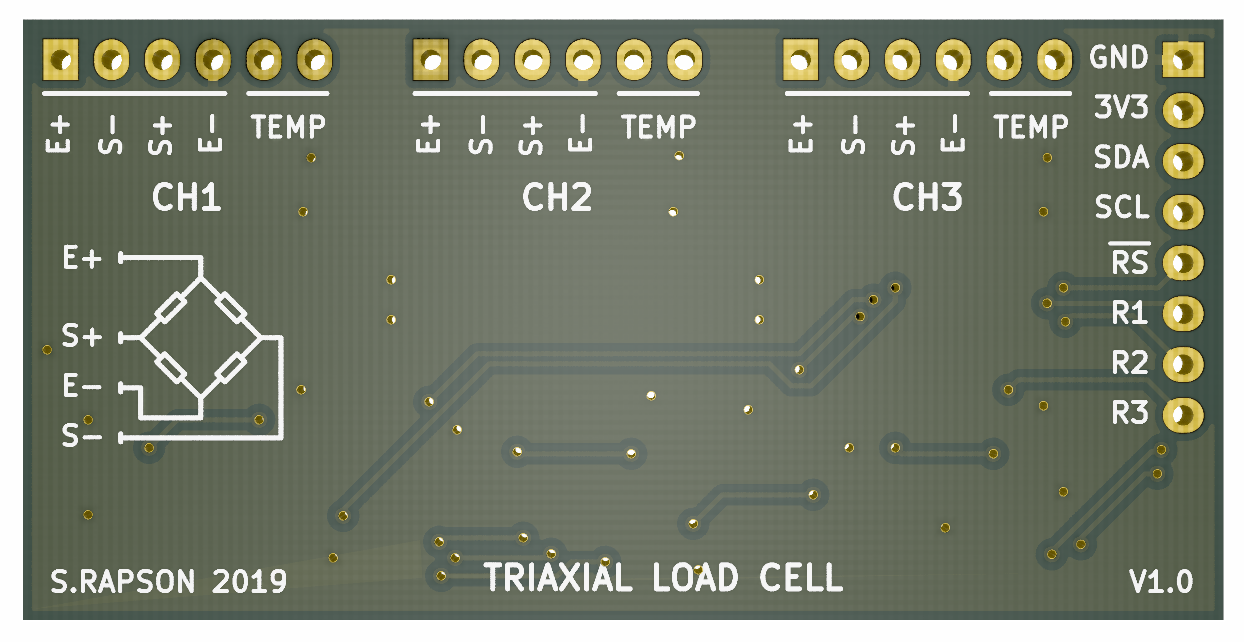 GND
3V3
SDA
SCL
RS
R1
R2
R3
E+ S- S+ E- TEMP
CH1
E+ S- S+ E- TEMP
CH2
E+ S- S+ E- TEMP
CH3
E+
S+
E-
S-
S.RAPSON 2019
TRIAXIAL LOAD CELL
V1.0